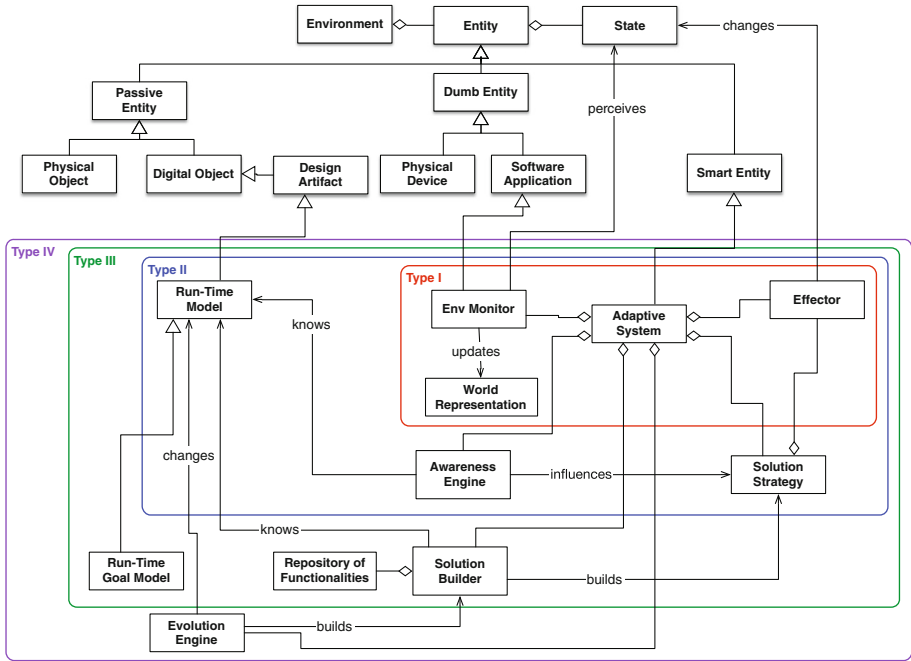 Environment
Entity
State
changes
Passive
Entity
Dumb Entity
perceives
Physical
Object
Digital Object
Design
Artifact
Physical
Device
Software
Application
Smart Entity
Type IV
Type III
Type II
Type I
Run-Time
Model
knows
Env Monitor
Adaptive
System
Effector
updates
World
Representation
changes
Awareness
Engine
influences
Solution
Strategy
knows
Run-Time
Goal Model
Repository of
Functionalities
Solution
Builder
builds
Evolution
Engine
builds